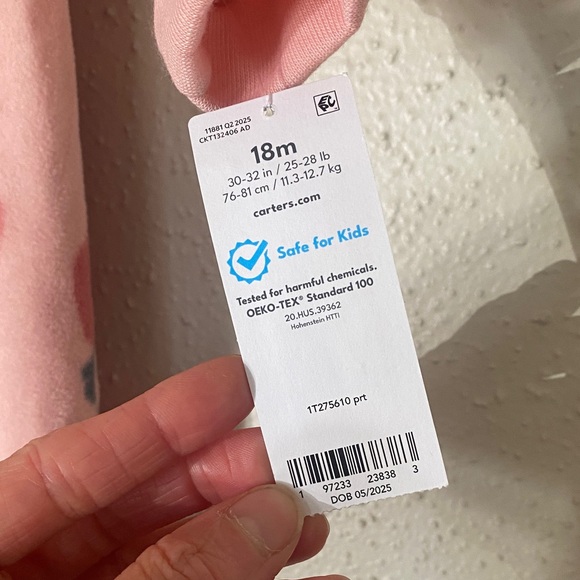 11881 Q2 2025
CKT132406 AD
18m
30-32 in / 25-28 lb
76-81 cm / 11.3-12.7 kg
carters.com
Safe for Kids
Tested for harmful chemicals.
OEKO-TEX® Standard 100
20.HUS.39362
Hohenstein HTTI
1T275610 prt
1 97233 23838 3
DOB 05/2025